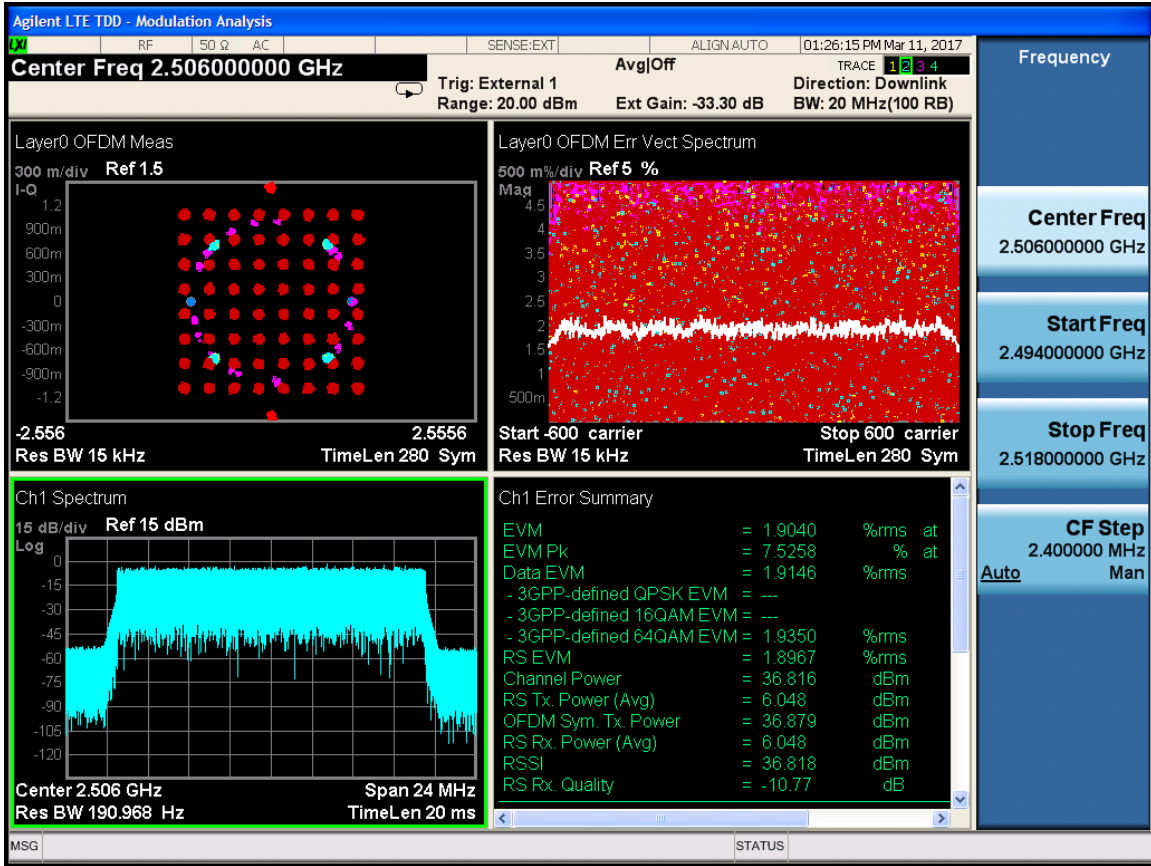 Agilent LTE TDD - Modulation Analysis
LXI RF 50 Ω AC SENSE:EXT ALIGN AUTO 01:26:15 PM Mar 11, 2017
Center Freq 2.506000000 GHz
Avg|Off
TRACE 1 2 3 4
Trig: External 1
Direction: Downlink
Range: 20.00 dBm Ext Gain: -33.30 dB BW: 20 MHz(100 RB)
Frequency
Center Freq
2.506000000 GHz
Start Freq
2.494000000 GHz
Stop Freq
2.518000000 GHz
CF Step
2.400000 MHz
Auto Man
Layer0 OFDM Meas
300 m/div Ref 1.5
I-Q
1.2
900m
600m
300m
0
-300m
-600m
-900m
-1.2
-2.556 2.5556
Res BW 15 kHz TimeLen 280 Sym
Layer0 OFDM Err Vect Spectrum
500 m%/div Ref 5 %
Mag
4.5
4
3.5
3
2.5
2
1.5
1
500m
Start -600 carrier Stop 600 carrier
Res BW 15 kHz TimeLen 280 Sym
Ch1 Spectrum
15 dB/div Ref 15 dBm
Log
0
-15
-30
-45
-60
-75
-90
-105
-120
Center 2.506 GHz Span 24 MHz
Res BW 190.968 Hz TimeLen 20 ms
Ch1 Error Summary
EVM = 1.9040 %rms at
EVM Pk = 7.5258 % at
Data EVM = 1.9146 %rms
- 3GPP-defined QPSK EVM = ---
- 3GPP-defined 16QAM EVM = ---
- 3GPP-defined 64QAM EVM = 1.9350 %rms
RS EVM = 1.8967 %rms
Channel Power = 36.816 dBm
RS Tx. Power (Avg) = 6.048 dBm
OFDM Sym. Tx. Power = 36.879 dBm
RS Rx. Power (Avg) = 6.048 dBm
RSSI = 36.818 dBm
RS Rx. Quality = -10.77 dB
MSG STATUS